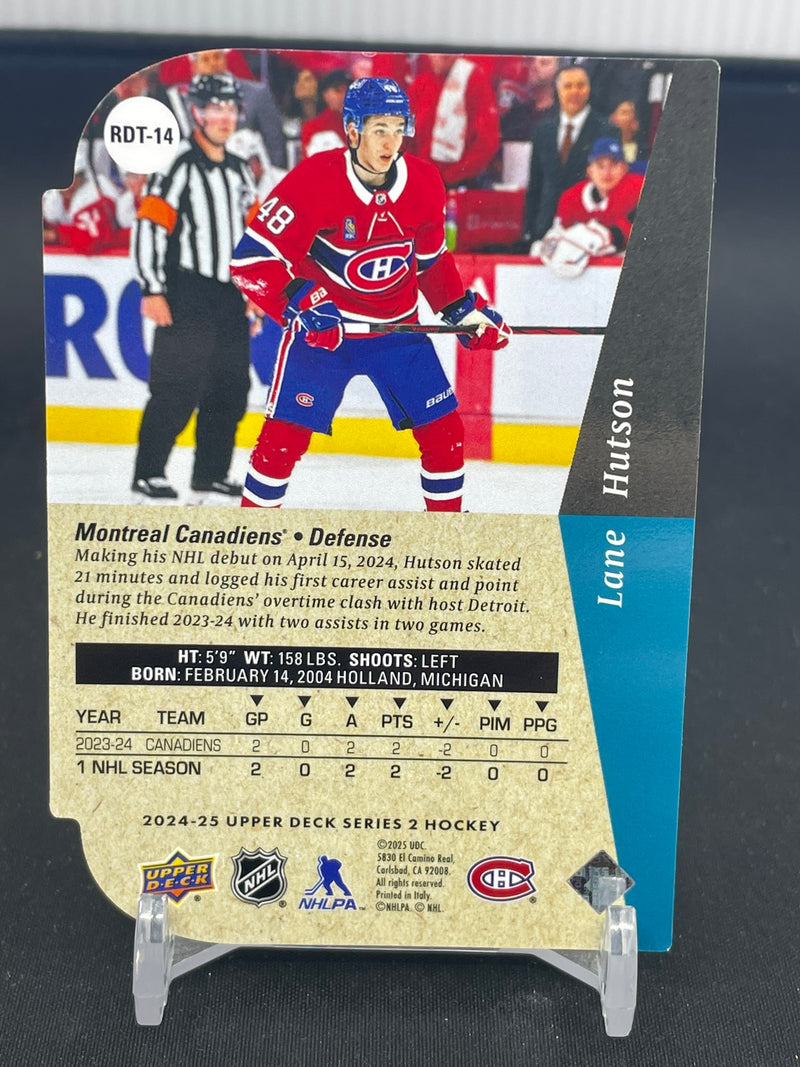 RDT-14
48
48
RO
Bauer
Lane Hutson
Montreal Canadiens® • Defense
Making his NHL debut on April 15, 2024, Hutson skated
21 minutes and logged his first career assist and point
during the Canadiens' overtime clash with host Detroit.
He finished 2023-24 with two assists in two games.
HT: 5'9" WT: 158 LBS. SHOOTS: LEFT
BORN: FEBRUARY 14, 2004 HOLLAND, MICHIGAN
YEAR TEAM GP G A PTS +/- PIM PPG
2023-24 CANADIENS 2 0 2 2 -2 0 0
1 NHL SEASON 2 0 2 2 -2 0 0
2024-25 UPPER DECK SERIES 2 HOCKEY
UPPER DECK®
NHL®
NHLPA™
©2025 UDC.
5830 El Camino Real,
Carlsbad, CA 92008.
All rights reserved.
Printed in Italy.
©NHLPA. © NHL.